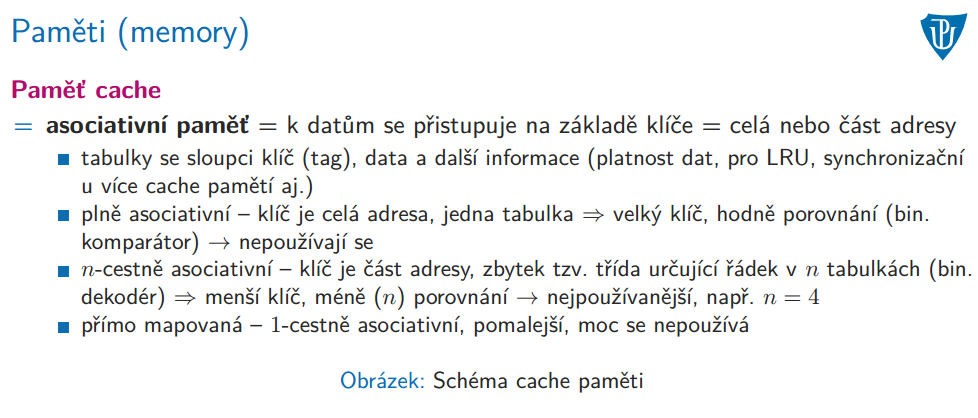 Paměti (memory)
Paměť cache
= asociativní paměť = k datům se přistupuje na základě klíče = celá nebo část adresy
tabulky se sloupci klíč (tag), data a další informace (platnost dat, pro LRU, synchronizační
u více cache pamětí aj.)
plně asociativní – klíč je celá adresa, jedna tabulka ⇒ velký klíč, hodně porovnání (bin.
komparátor) → nepoužívají se
n-cestně asociativní – klíč je část adresy, zbytek tzv. třída určující řádek v n tabulkách (bin.
dekodér) ⇒ menší klíč, méně (n) porovnání → nejpoužívanější, např. n = 4
přímo mapovaná – 1-cestně asociativní, pomalejší, moc se nepoužívá
Obrázek: Schéma cache paměti